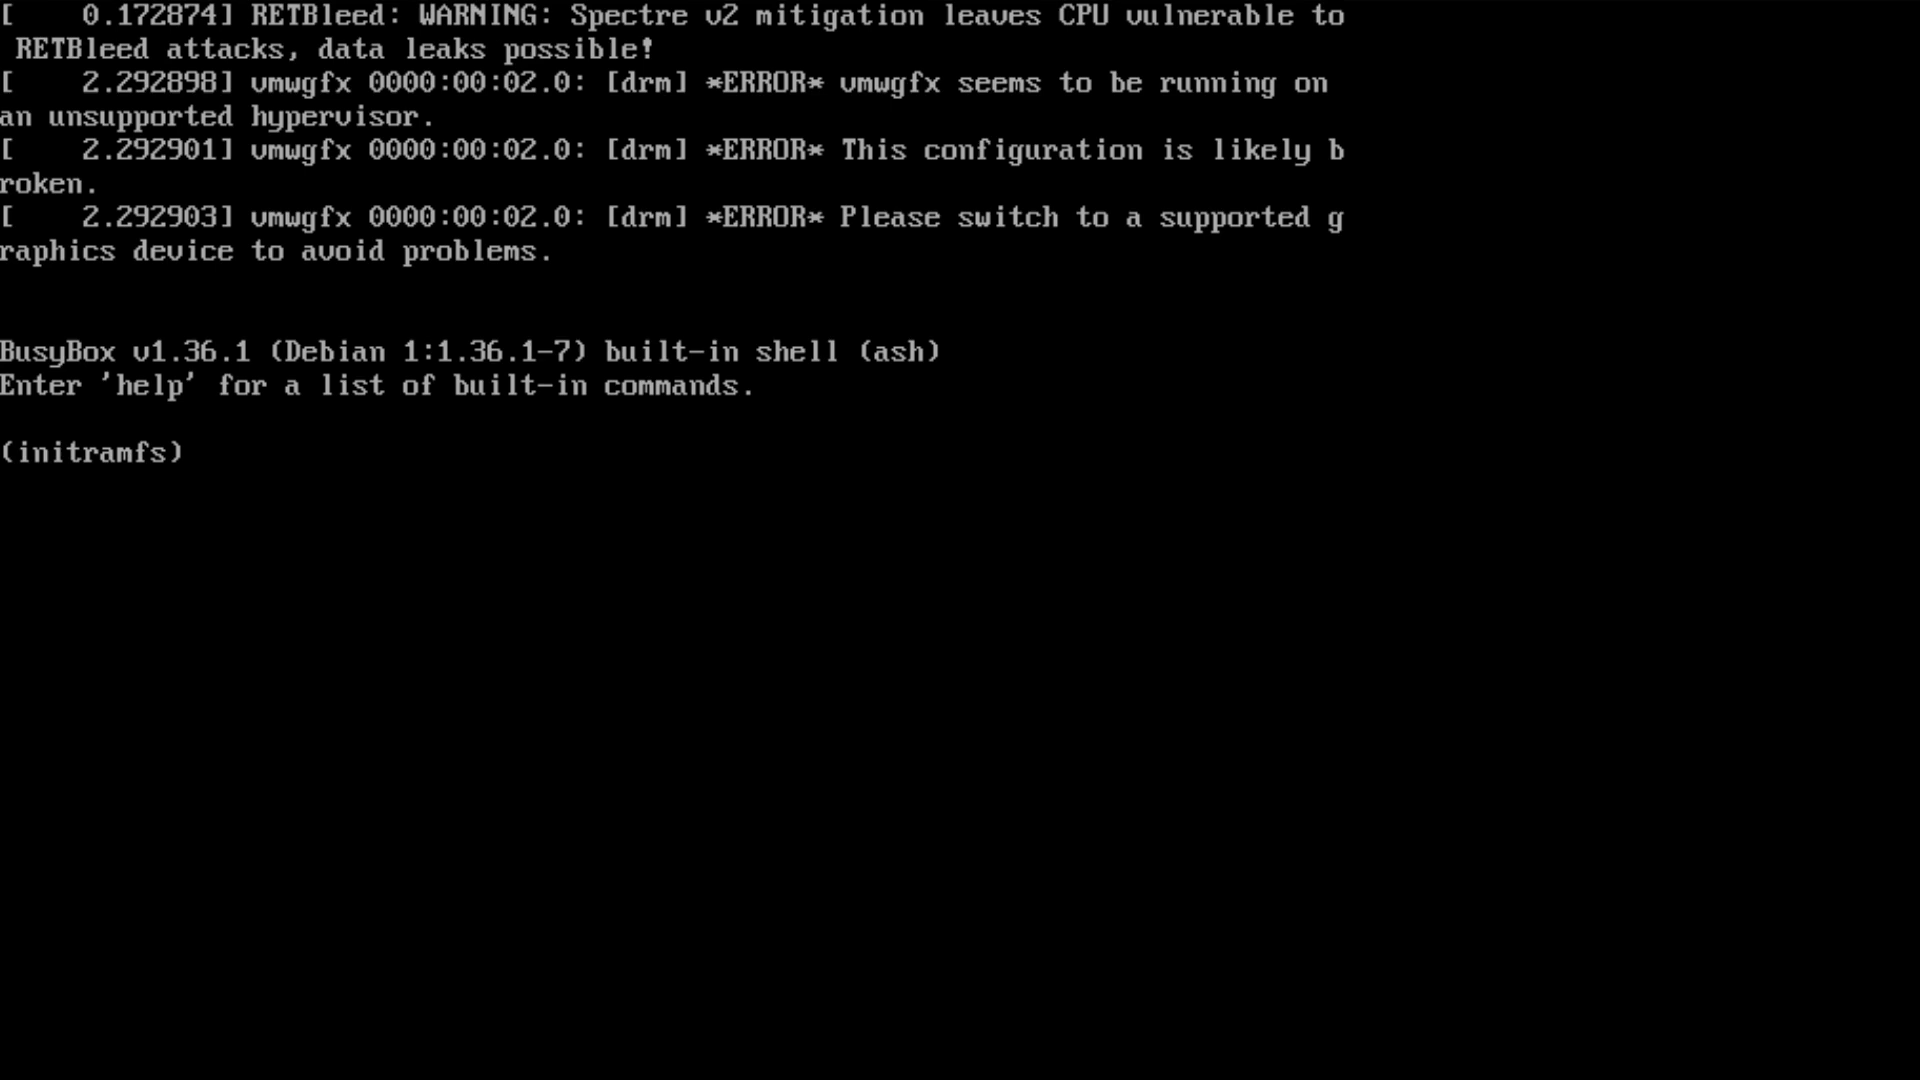 [    0.172874] RETBleed: WARNING: Spectre v2 mitigation leaves CPU vulnerable to
 RETBleed attacks, data leaks possible!
[    2.292898] vmwgfx 0000:00:02.0: [drm] *ERROR* vmwgfx seems to be running on
an unsupported hypervisor.
[    2.292901] vmwgfx 0000:00:02.0: [drm] *ERROR* This configuration is likely b
roken.
[    2.292903] vmwgfx 0000:00:02.0: [drm] *ERROR* Please switch to a supported g
raphics device to avoid problems.
BusyBox v1.36.1 (Debian 1:1.36.1-7) built-in shell (ash)
Enter 'help' for a list of built-in commands.
(initramfs)